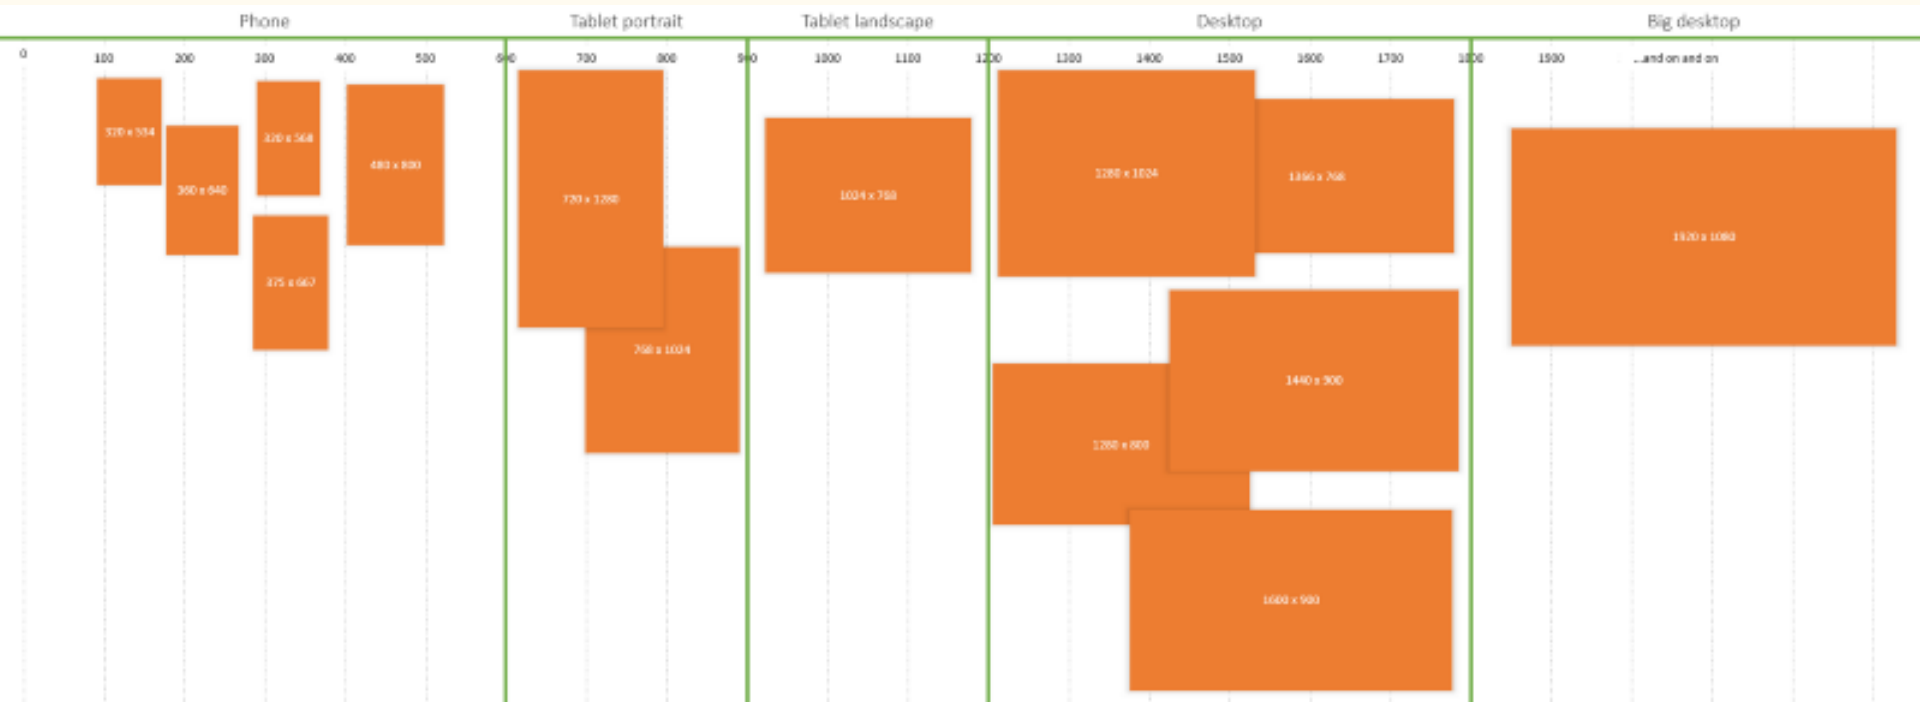 Phone
Tablet portrait
Tablet landscape
Desktop
Big desktop
0
100
200
300
400
500
600
700
800
900
1000
1100
1200
1300
1400
1500
1600
1700
1800
1900
...and on and on
320 x 534
360 x 640
320 x 568
375 x 667
480 x 800
720 x 1280
768 x 1024
1024 x 768
1280 x 1024
1366 x 768
1440 x 900
1280 x 800
1600 x 900
1920 x 1080